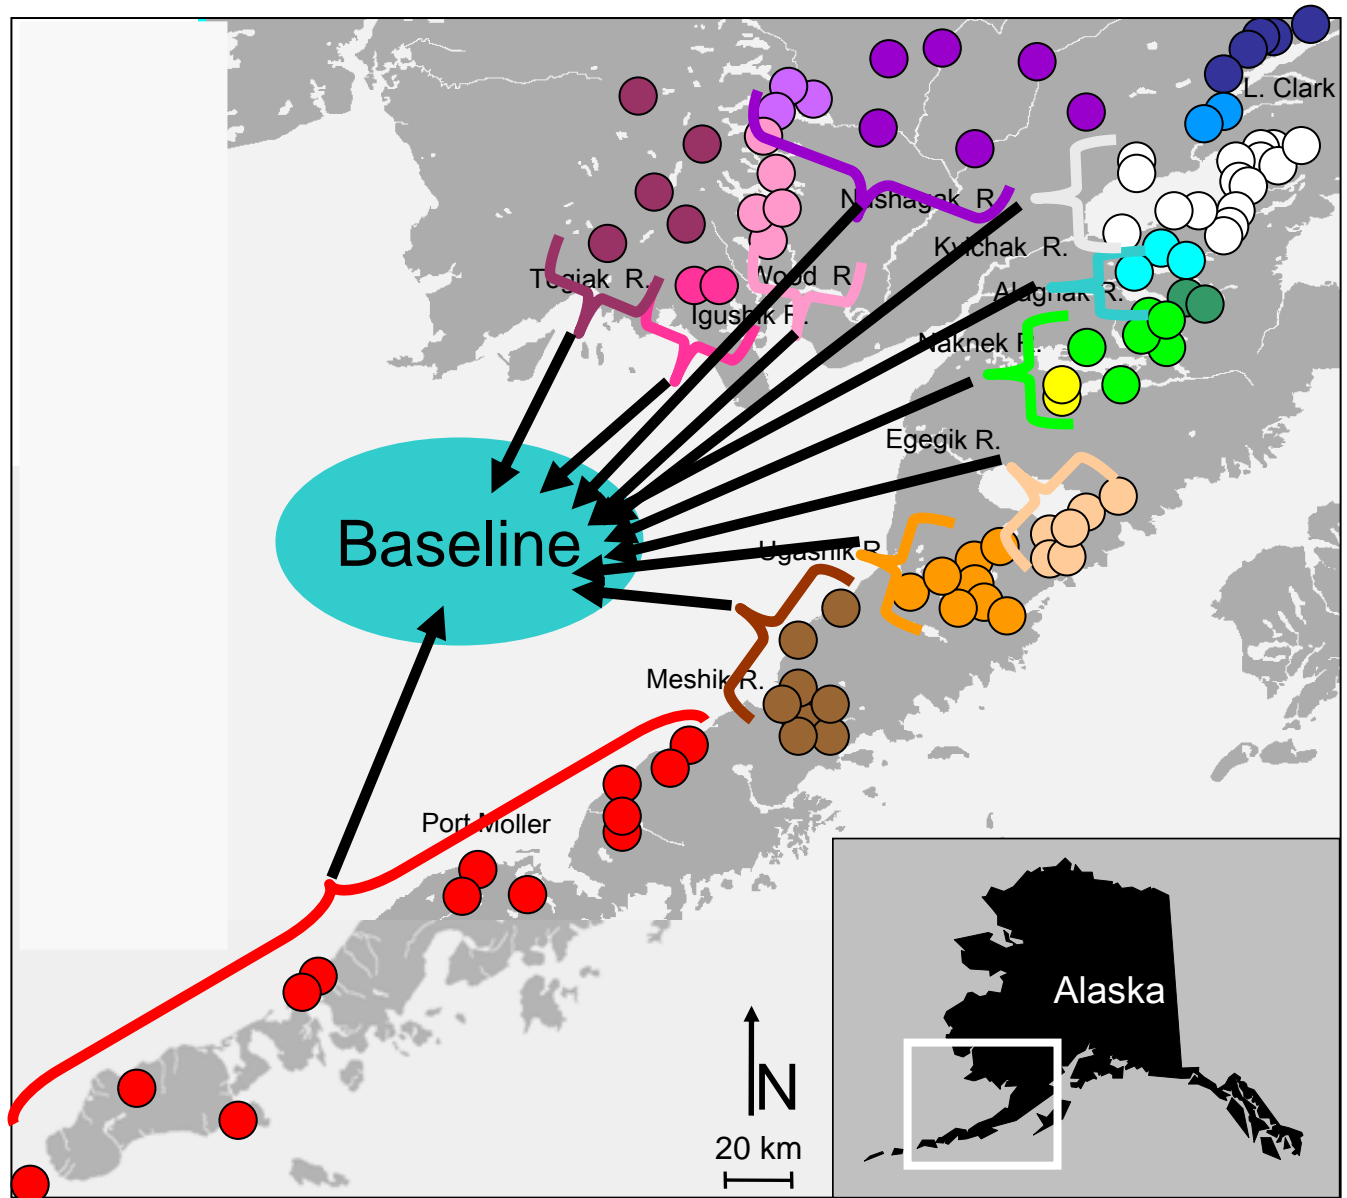 L. Clark
Nushagak R.
Kvichak R.
Togiak R.
Wood R
Alagnak R.
Igushik R.
Naknek R.
Egegik R.
Baseline
Ugashik R.
Meshik R.
Port Moller
Alaska
N
20 km